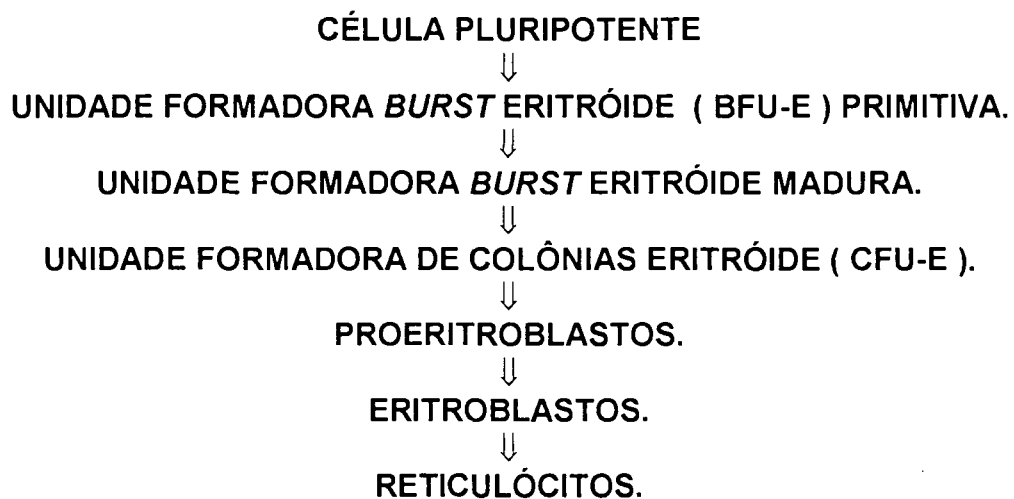 CÉLULA PLURIPOTENTE
⇓
UNIDADE FORMADORA BURST ERITRÓIDE ( BFU-E ) PRIMITIVA.
⇓
UNIDADE FORMADORA BURST ERITRÓIDE MADURA.
⇓
UNIDADE FORMADORA DE COLÔNIAS ERITRÓIDE ( CFU-E ).
⇓
PROERITROBLASTOS.
⇓
ERITROBLASTOS.
⇓
RETICULÓCITOS.